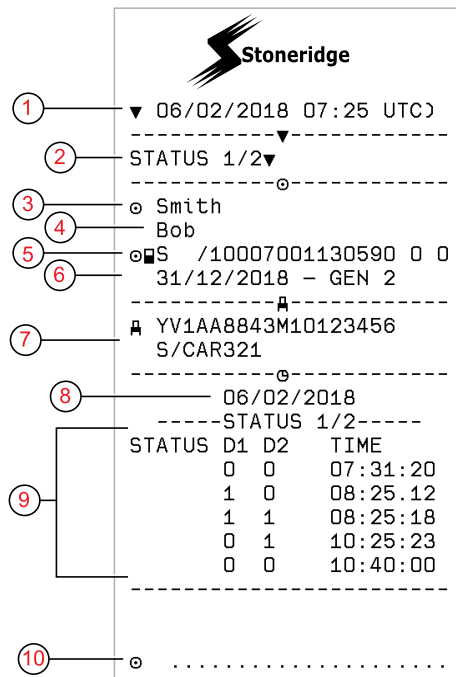 Stoneridge
1 ▼ 06/02/2018 07:25 UTC)
--------------▼--------------
2 STATUS 1/2▼
--------------⊙--------------
3 ⊙ Smith
4 Bob
5 ⊙S /10007001130590 0 0
6 31/12/2018 – GEN 2
7 YV1AA8843M10123456
S/CAR321
8 06/02/2018
-----STATUS 1/2-----
9 STATUS D1 D2 TIME
0 0 07:31:20
1 0 08:25.12
1 1 08:25:18
0 1 10:25:23
0 0 10:40:00
-----------------------------
10 ⊙ .....................